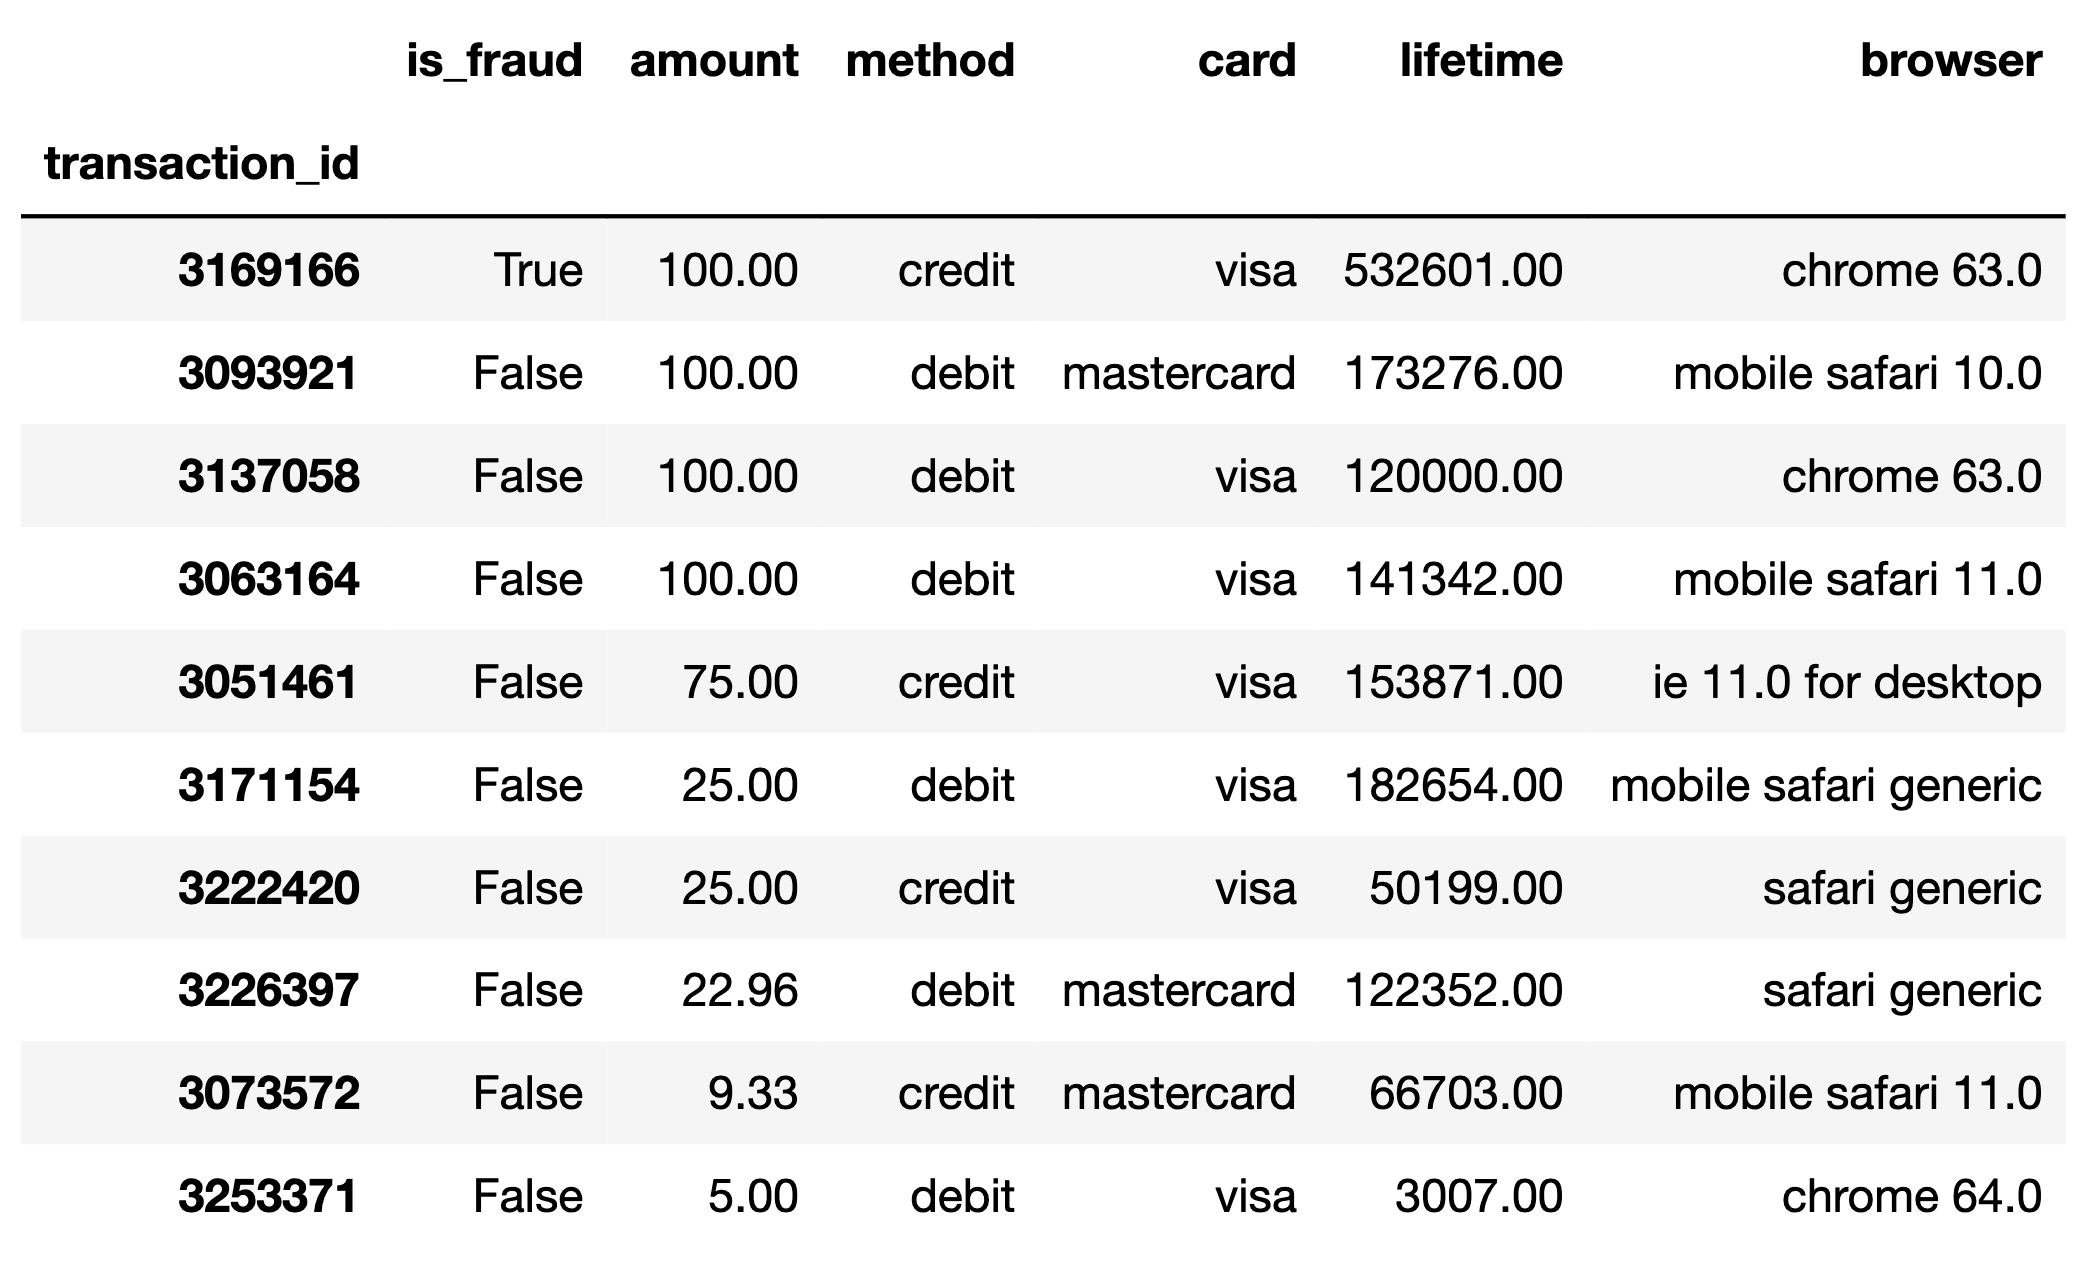 is_fraud amount method card lifetime browser
transaction_id
3169166 True 100.00 credit visa 532601.00 chrome 63.0
3093921 False 100.00 debit mastercard 173276.00 mobile safari 10.0
3137058 False 100.00 debit visa 120000.00 chrome 63.0
3063164 False 100.00 debit visa 141342.00 mobile safari 11.0
3051461 False 75.00 credit visa 153871.00 ie 11.0 for desktop
3171154 False 25.00 debit visa 182654.00 mobile safari generic
3222420 False 25.00 credit visa 50199.00 safari generic
3226397 False 22.96 debit mastercard 122352.00 safari generic
3073572 False 9.33 credit mastercard 66703.00 mobile safari 11.0
3253371 False 5.00 debit visa 3007.00 chrome 64.0